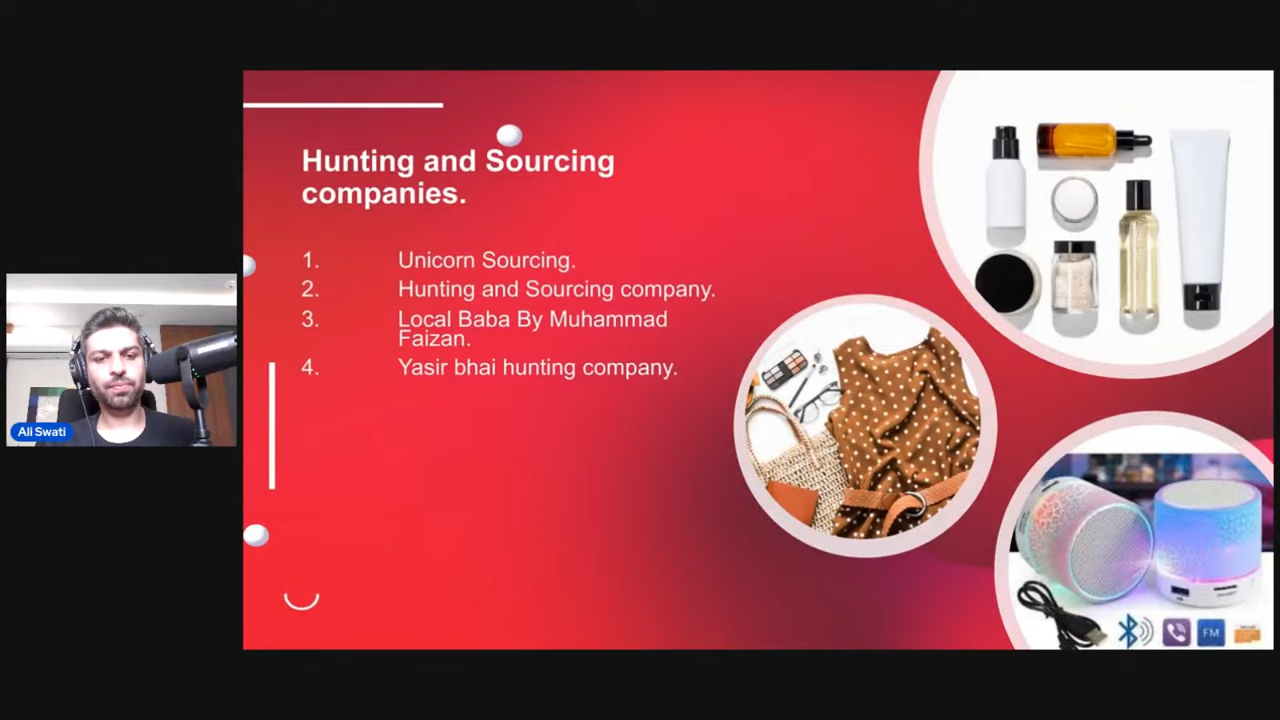 Hunting and Sourcing
companies.
1. Unicorn Sourcing.
2. Hunting and Sourcing company.
3. Local Baba By Muhammad
Faizan.
4. Yasir bhai hunting company.
Ali Swati
FM